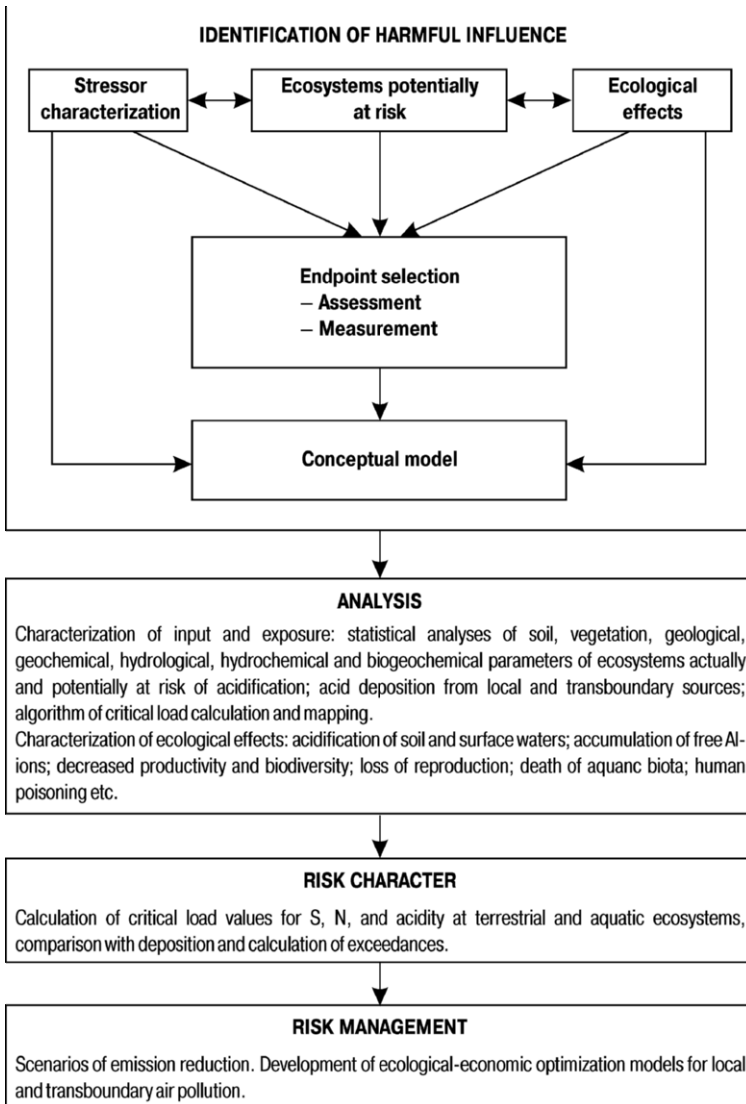 IDENTIFICATION OF HARMFUL INFLUENCE
Stressor
characterization
Ecosystems potentially
at risk
Ecological
effects
Endpoint selection
– Assessment
– Measurement
Conceptual model
ANALYSIS
Characterization of input and exposure: statistical analyses of soil, vegetation, geological,
geochemical, hydrological, hydrochemical and biogeochemical parameters of ecosystems actually
and potentially at risk of acidification; acid deposition from local and transboundary sources;
algorithm of critical load calculation and mapping.
Characterization of ecological effects: acidification of soil and surface waters; accumulation of free Al-
ions; decreased productivity and biodiversity; loss of reproduction; death of aquanc biota; human
poisoning etc.
RISK CHARACTER
Calculation of critical load values for S, N, and acidity at terrestrial and aquatic ecosystems,
comparison with deposition and calculation of exceedances.
RISK MANAGEMENT
Scenarios of emission reduction. Development of ecological-economic optimization models for local
and transboundary air pollution.